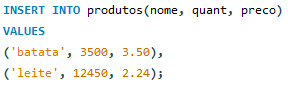 INSERT INTO produtos(nome, quant, preco)
VALUES
('batata', 3500, 3.50),
('leite', 12450, 2.24);